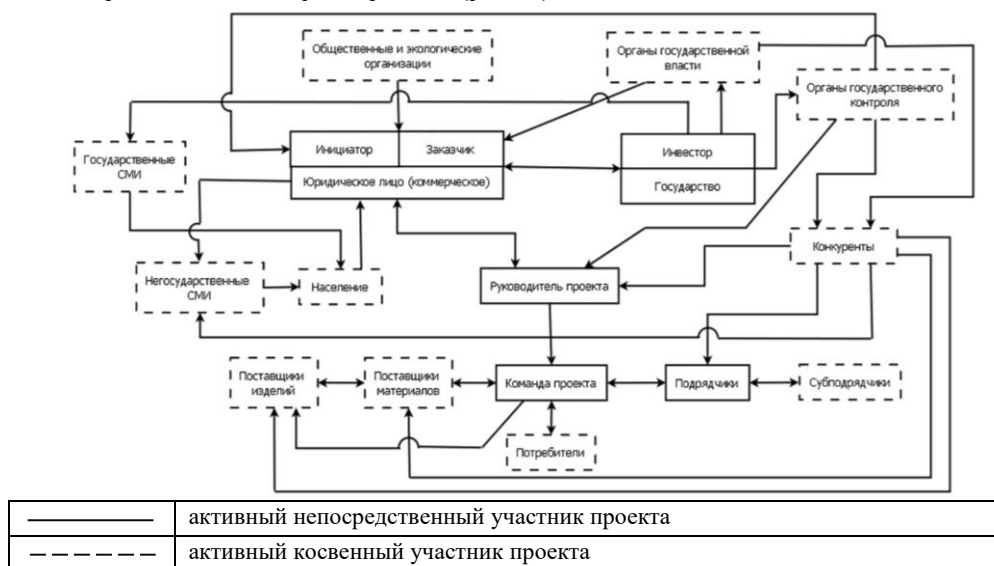 Общественные и экологические
организации
Органы государственной
власти
Органы государственного
контроля
Государственные
СМИ
Инициатор
Заказчик
Юридическое лицо (коммерческое)
Инвестор
Государство
Конкуренты
Негосударственные
СМИ
Население
Руководитель проекта
Поставщики
изделий
Поставщики
материалов
Команда проекта
Подрядчики
Субподрядчики
Потребители
активный непосредственный участник проекта
активный косвенный участник проекта